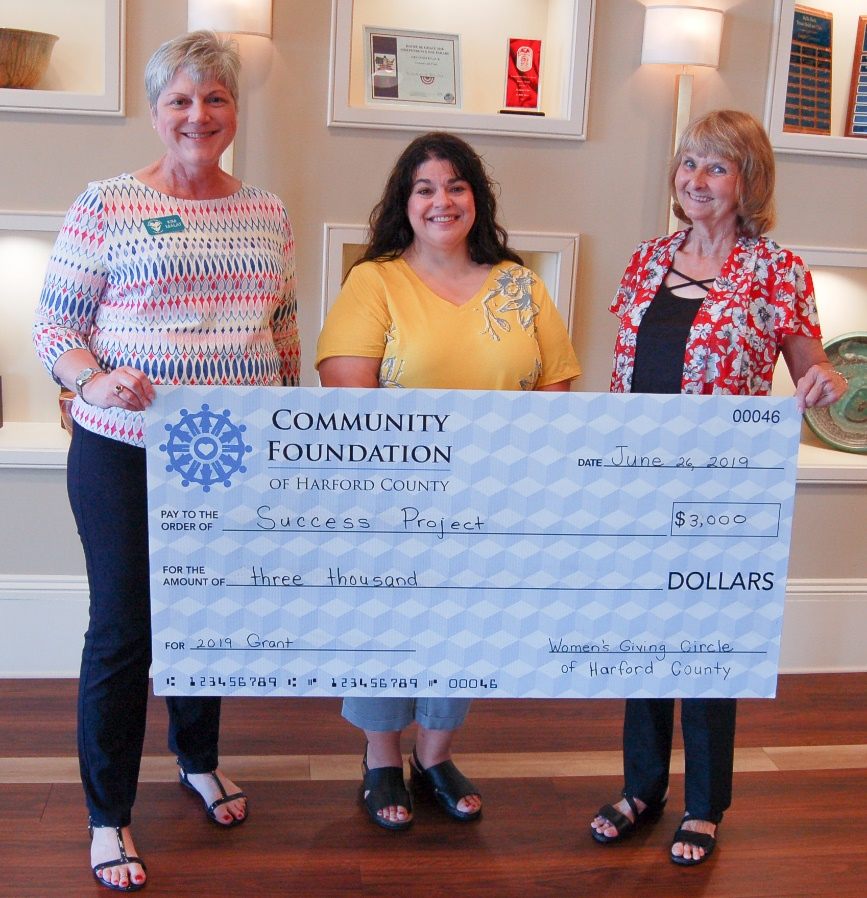 KIM
MALAT
COMMUNITY
FOUNDATION
OF HARFORD COUNTY
00046
DATE June 26, 2019
PAY TO THE
ORDER OF Success Project $3,000
FOR THE
AMOUNT OF three thousand DOLLARS
FOR 2019 Grant
Women's Giving Circle
of Harford County
123456789 123456789 00046